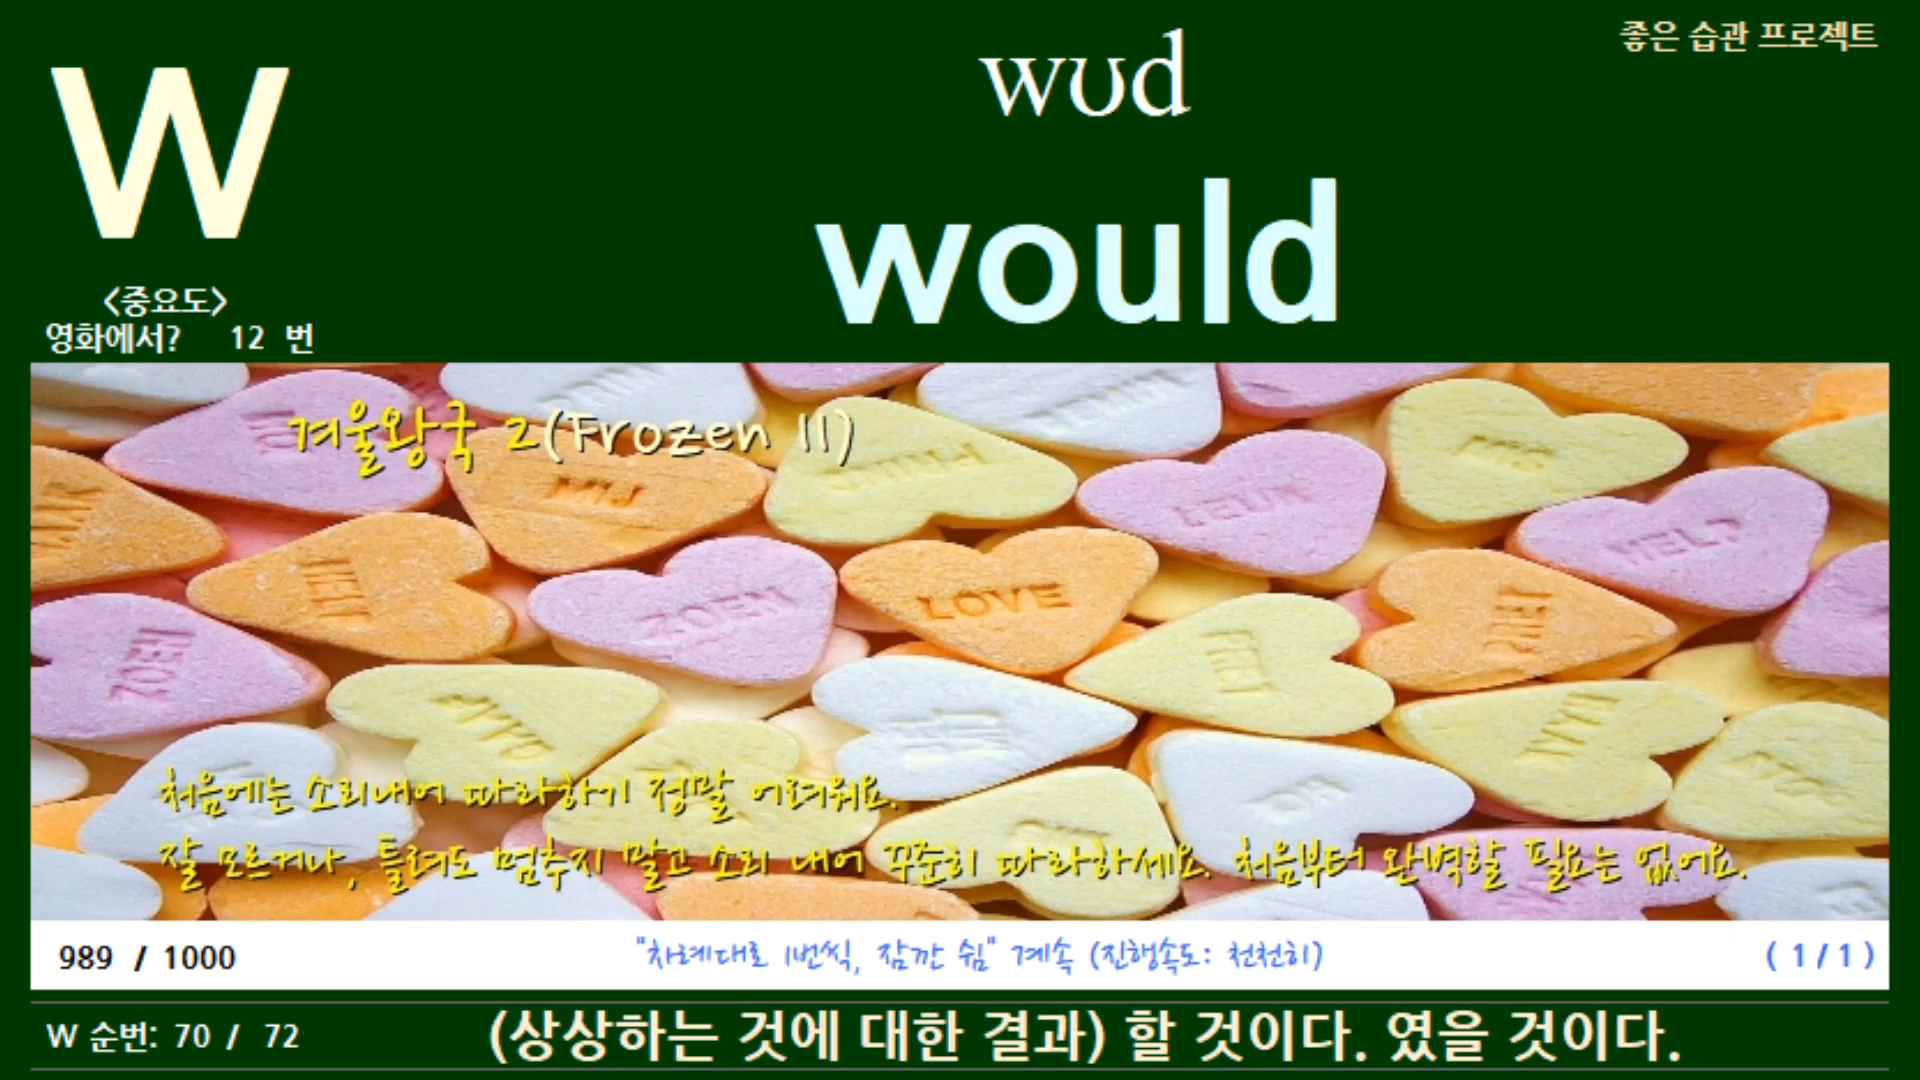 좋은 습관 프로젝트
W
wʊd
would
<중요도>
영화에서? 12 번
겨울왕국 2(Frozen II)
MIJ
LEUK
HELP
ZOEN
LOVE
처음에는 소리내어 따라하기 정말 어려워요.
잘 모르거나, 틀려도 멈추지 말고 소리 내어 꾸준히 따라하세요. 처음부터 완벽할 필요는 없어요.
989 / 1000
"차례대로 1번씩, 잠깐 쉼" 계속 (진행속도: 천천히)
( 1 / 1 )
W 순번: 70 / 72
(상상하는 것에 대한 결과) 할 것이다. 였을 것이다.